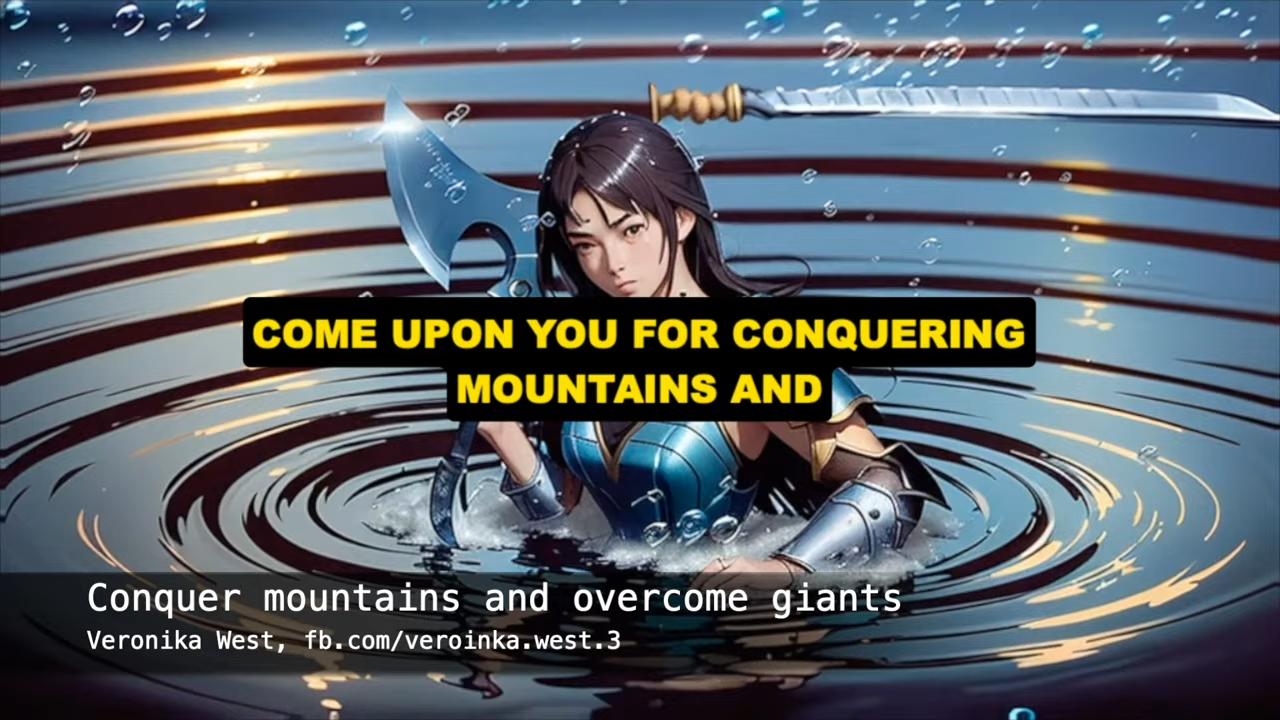 COME UPON YOU FOR CONQUERING
MOUNTAINS AND
Conquer mountains and overcome giants
Veronika West, fb.com/veroinka.west.3